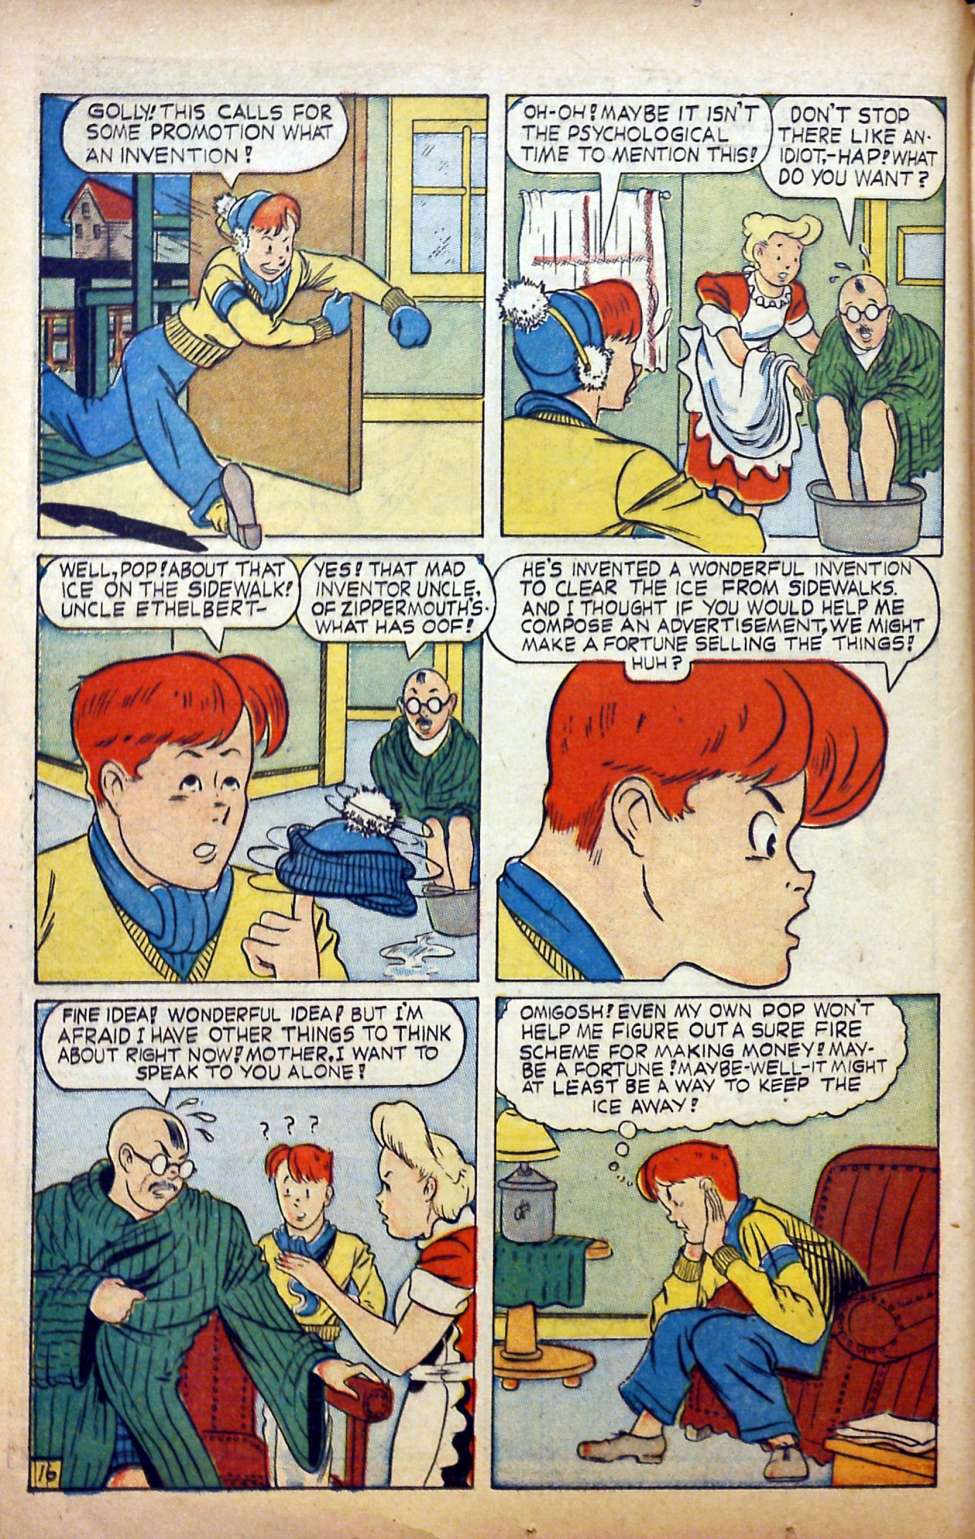 GOLLY! THIS CALLS FOR
SOME PROMOTION WHAT
AN INVENTION!
OH-OH! MAYBE IT ISN'T
THE PSYCHOLOGICAL
TIME TO MENTION THIS!
DON'T STOP
THERE LIKE AN-
IDIOT,-HAP! WHAT
DO YOU WANT?
WELL, POP! ABOUT THAT
ICE ON THE SIDEWALK!
UNCLE ETHELBERT-
YES! THAT MAD
INVENTOR UNCLE,
OF ZIPPERMOUTH'S-
WHAT HAS OOF!
HE'S INVENTED A WONDERFUL INVENTION
TO CLEAR THE ICE FROM SIDEWALKS.
AND I THOUGHT IF YOU WOULD HELP ME
COMPOSE AN ADVERTISEMENT, WE MIGHT
MAKE A FORTUNE SELLING THE THINGS!
HUH?
FINE IDEA! WONDERFUL IDEA! BUT I'M
AFRAID I HAVE OTHER THINGS TO THINK
ABOUT RIGHT NOW! MOTHER, I WANT TO
SPEAK TO YOU ALONE!
? ? ?
OMIGOSH! EVEN MY OWN POP WON'T
HELP ME FIGURE OUT A SURE FIRE
SCHEME FOR MAKING MONEY! MAY-
BE A FORTUNE! MAYBE-WELL-IT MIGHT
AT LEAST BE A WAY TO KEEP THE
ICE AWAY!
16